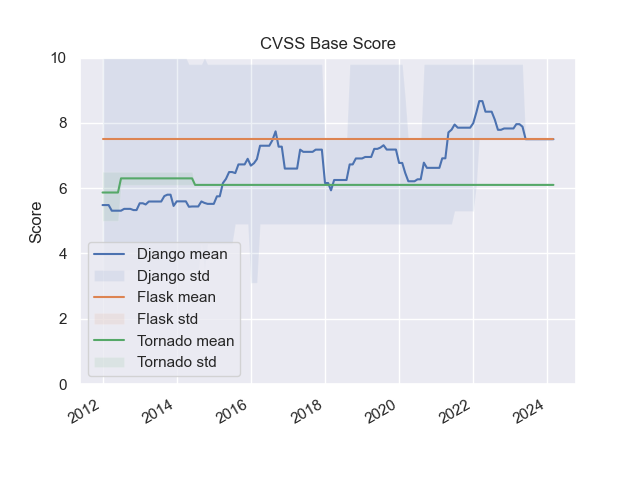 CVSS Base Score
10
8
6
4
2
0
Score
Django mean
Django std
Flask mean
Flask std
Tornado mean
Tornado std
2012
2014
2016
2018
2020
2022
2024